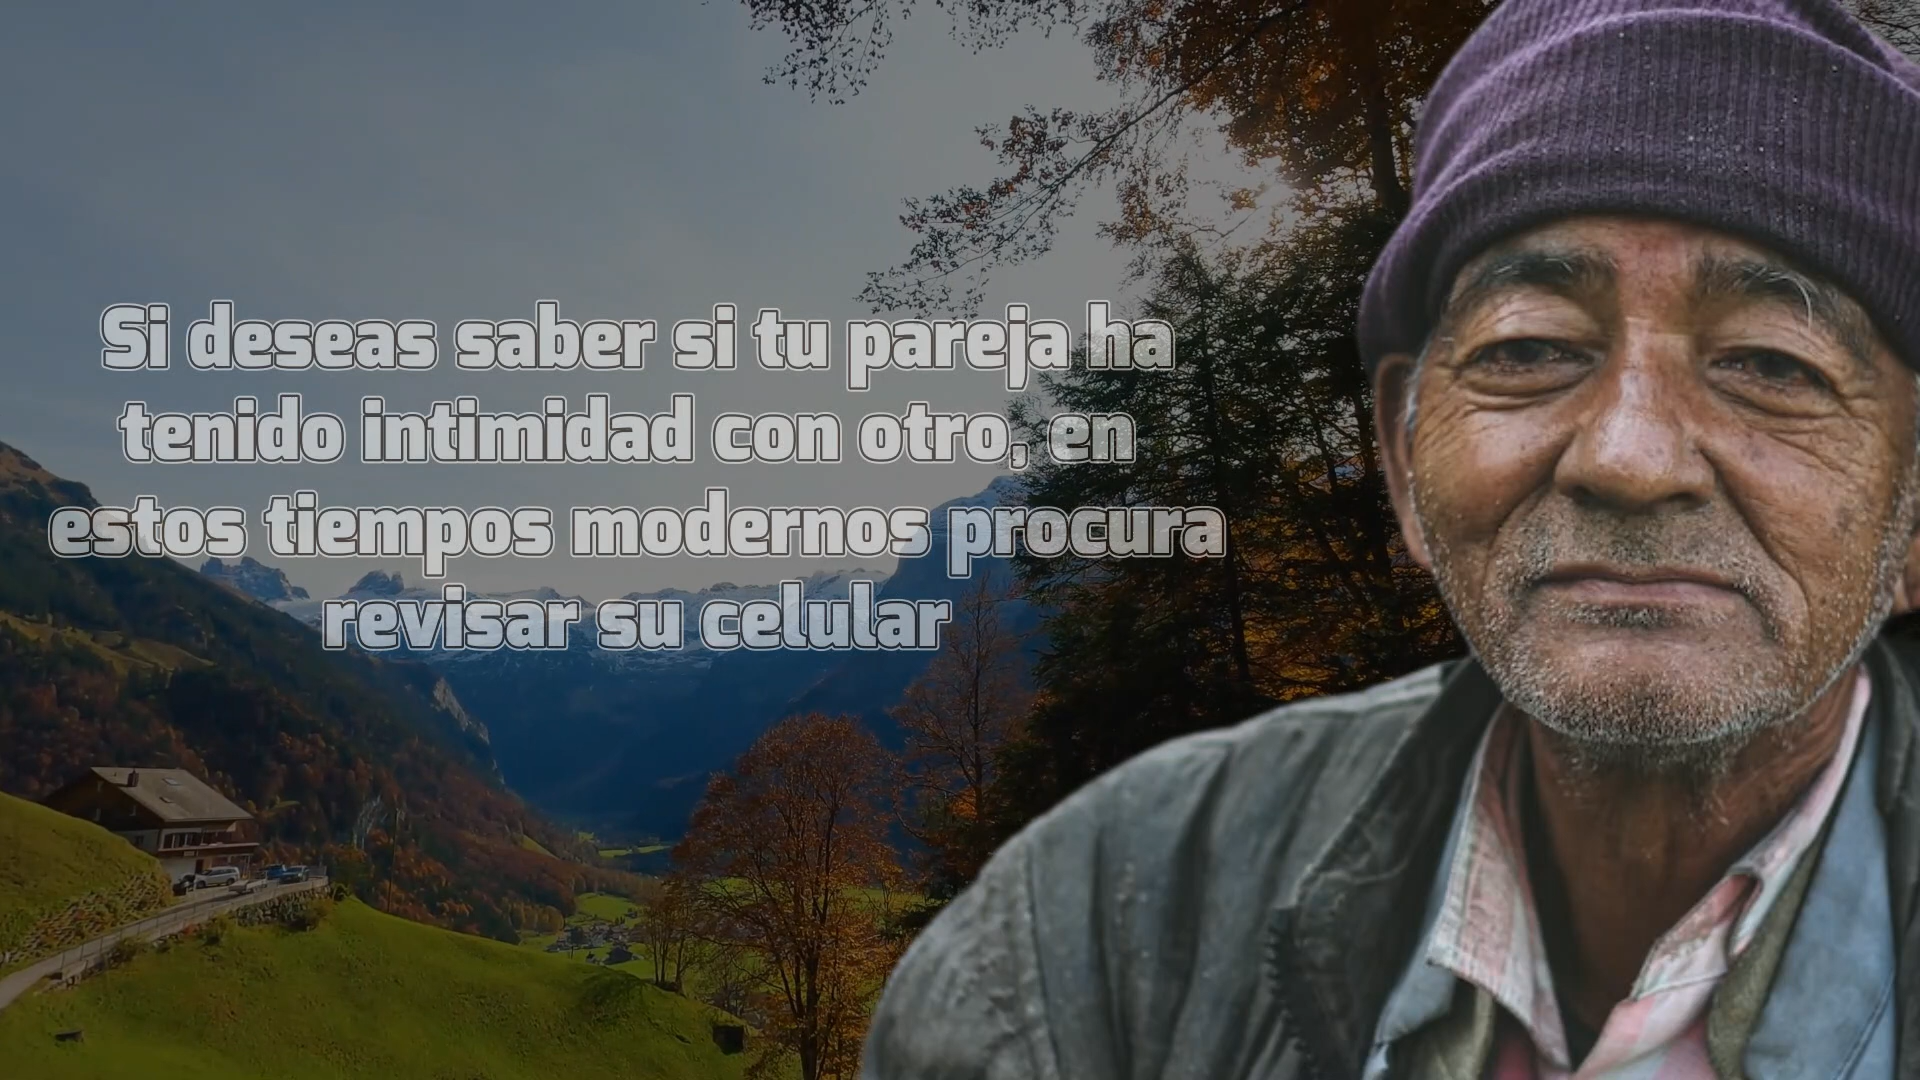 Si deseas saber si tu pareja ha
tenido intimidad con otro, en
estos tiempos modernos procura
revisar su celular